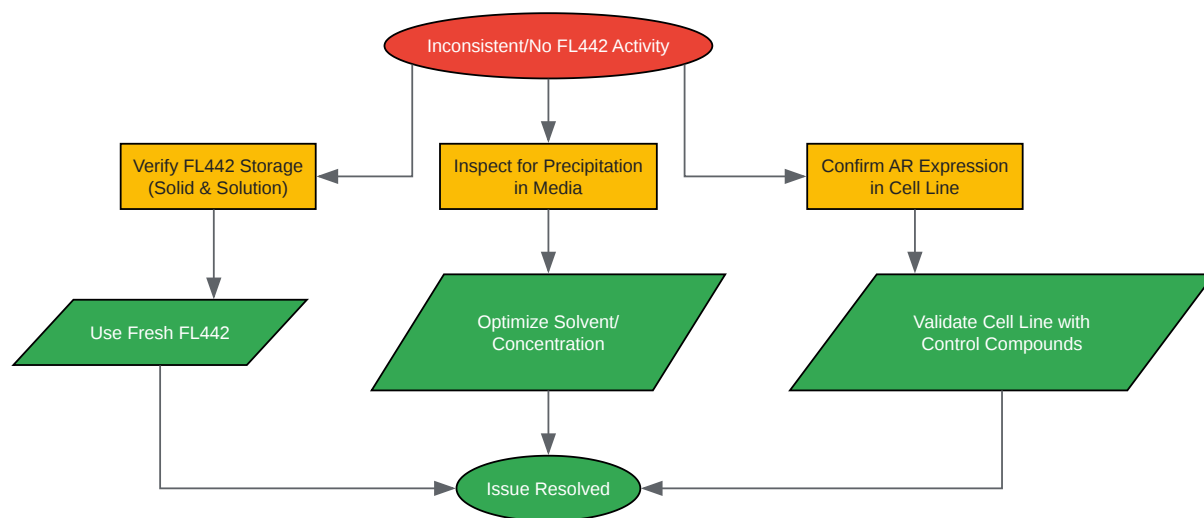 Inconsistent/No FL442 Activity
Verify FL442 Storage
(Solid & Solution)
Inspect for Precipitation
in Media
Confirm AR Expression
in Cell Line
Use Fresh FL442
Optimize Solvent/
Concentration
Validate Cell Line with
Control Compounds
Issue Resolved